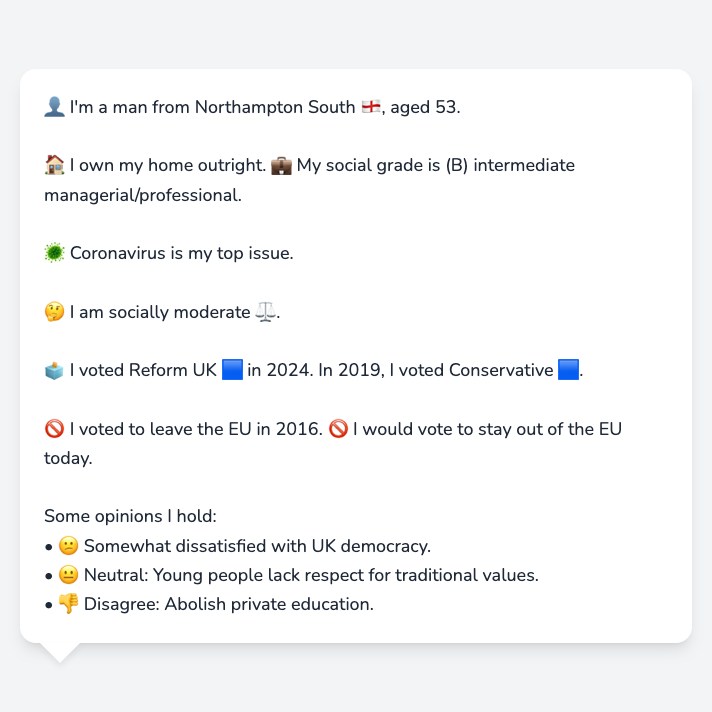 👤 I'm a man from Northampton South 🏴󠁧󠁢󠁥󠁮󠁧󠁿, aged 53.
🏠 I own my home outright. 💼 My social grade is (B) intermediate
managerial/professional.
🦠 Coronavirus is my top issue.
🤔 I am socially moderate ⚖️.
🗳️ I voted Reform UK 🟦 in 2024. In 2019, I voted Conservative 🟦.
🚫 I voted to leave the EU in 2016. 🚫 I would vote to stay out of the EU
today.
Some opinions I hold:
• 😕 Somewhat dissatisfied with UK democracy.
• 😐 Neutral: Young people lack respect for traditional values.
• 👎 Disagree: Abolish private education.